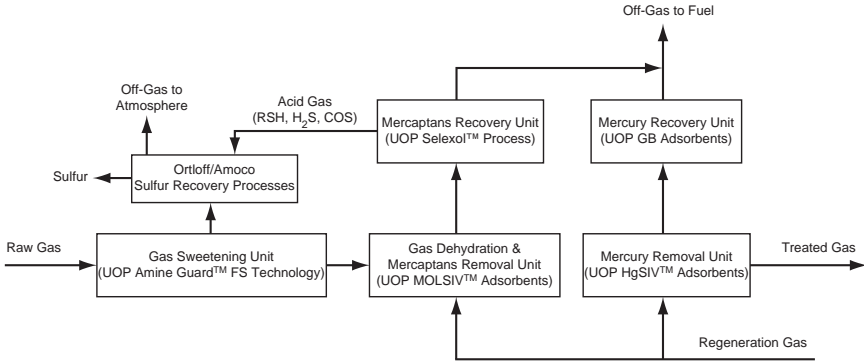 Off-Gas to Fuel
Off-Gas to
Atmosphere
Acid Gas
(RSH, H₂S, COS)
Mercaptans Recovery Unit
(UOP Selexol™ Process)
Mercury Recovery Unit
(UOP GB Adsorbents)
Sulfur
Ortloff/Amoco
Sulfur Recovery Processes
Raw Gas
Gas Sweetening Unit
(UOP Amine Guard™ FS Technology)
Gas Dehydration &
Mercaptans Removal Unit
(UOP MOLSIV™ Adsorbents)
Mercury Removal Unit
(UOP HgSIV™ Adsorbents)
Treated Gas
Regeneration Gas